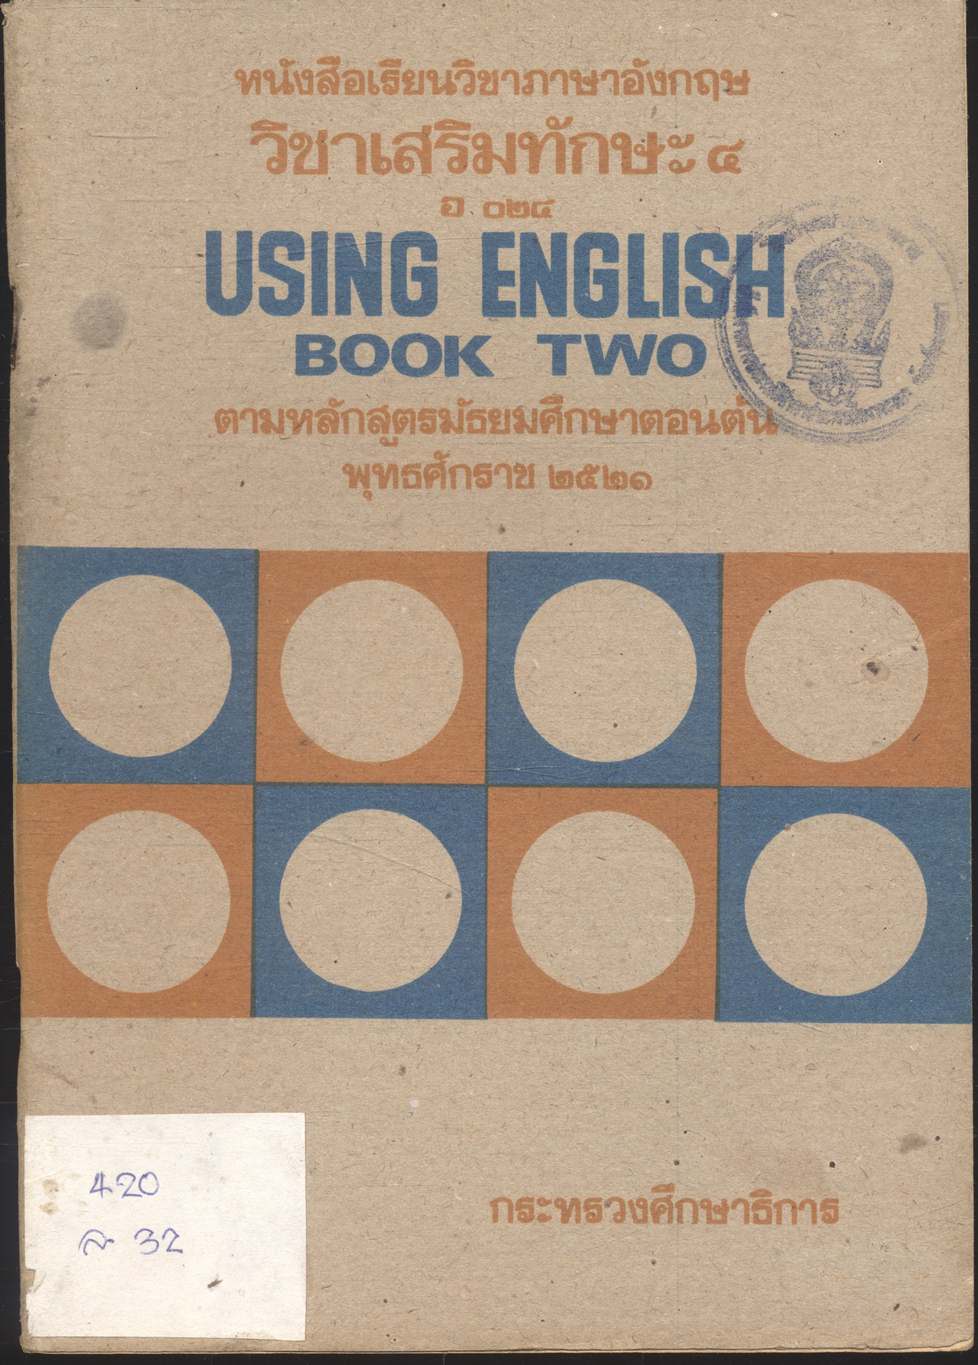 หนังสือเรียนวิชาภาษาอังกฤษ
วิชาเสริมทักษะ ๔
อ ๐๒๔
USING ENGLISH
BOOK TWO
ตามหลักสูตรมัธยมศึกษาตอนต้น
พุทธศักราช ๒๕๒๑
420
32
กระทรวงศึกษาธิการ